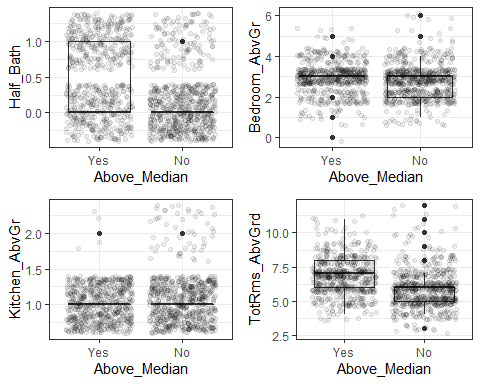 Half_Bath
1.0
0.5
0.0
Yes No
Above_Median
Bedroom_AbvGr
6
4
2
0
Yes No
Above_Median
Kitchen_AbvGr
2.0
1.5
1.0
Yes No
Above_Median
TotRms_AbvGrd
10.0
7.5
5.0
2.5
Yes No
Above_Median